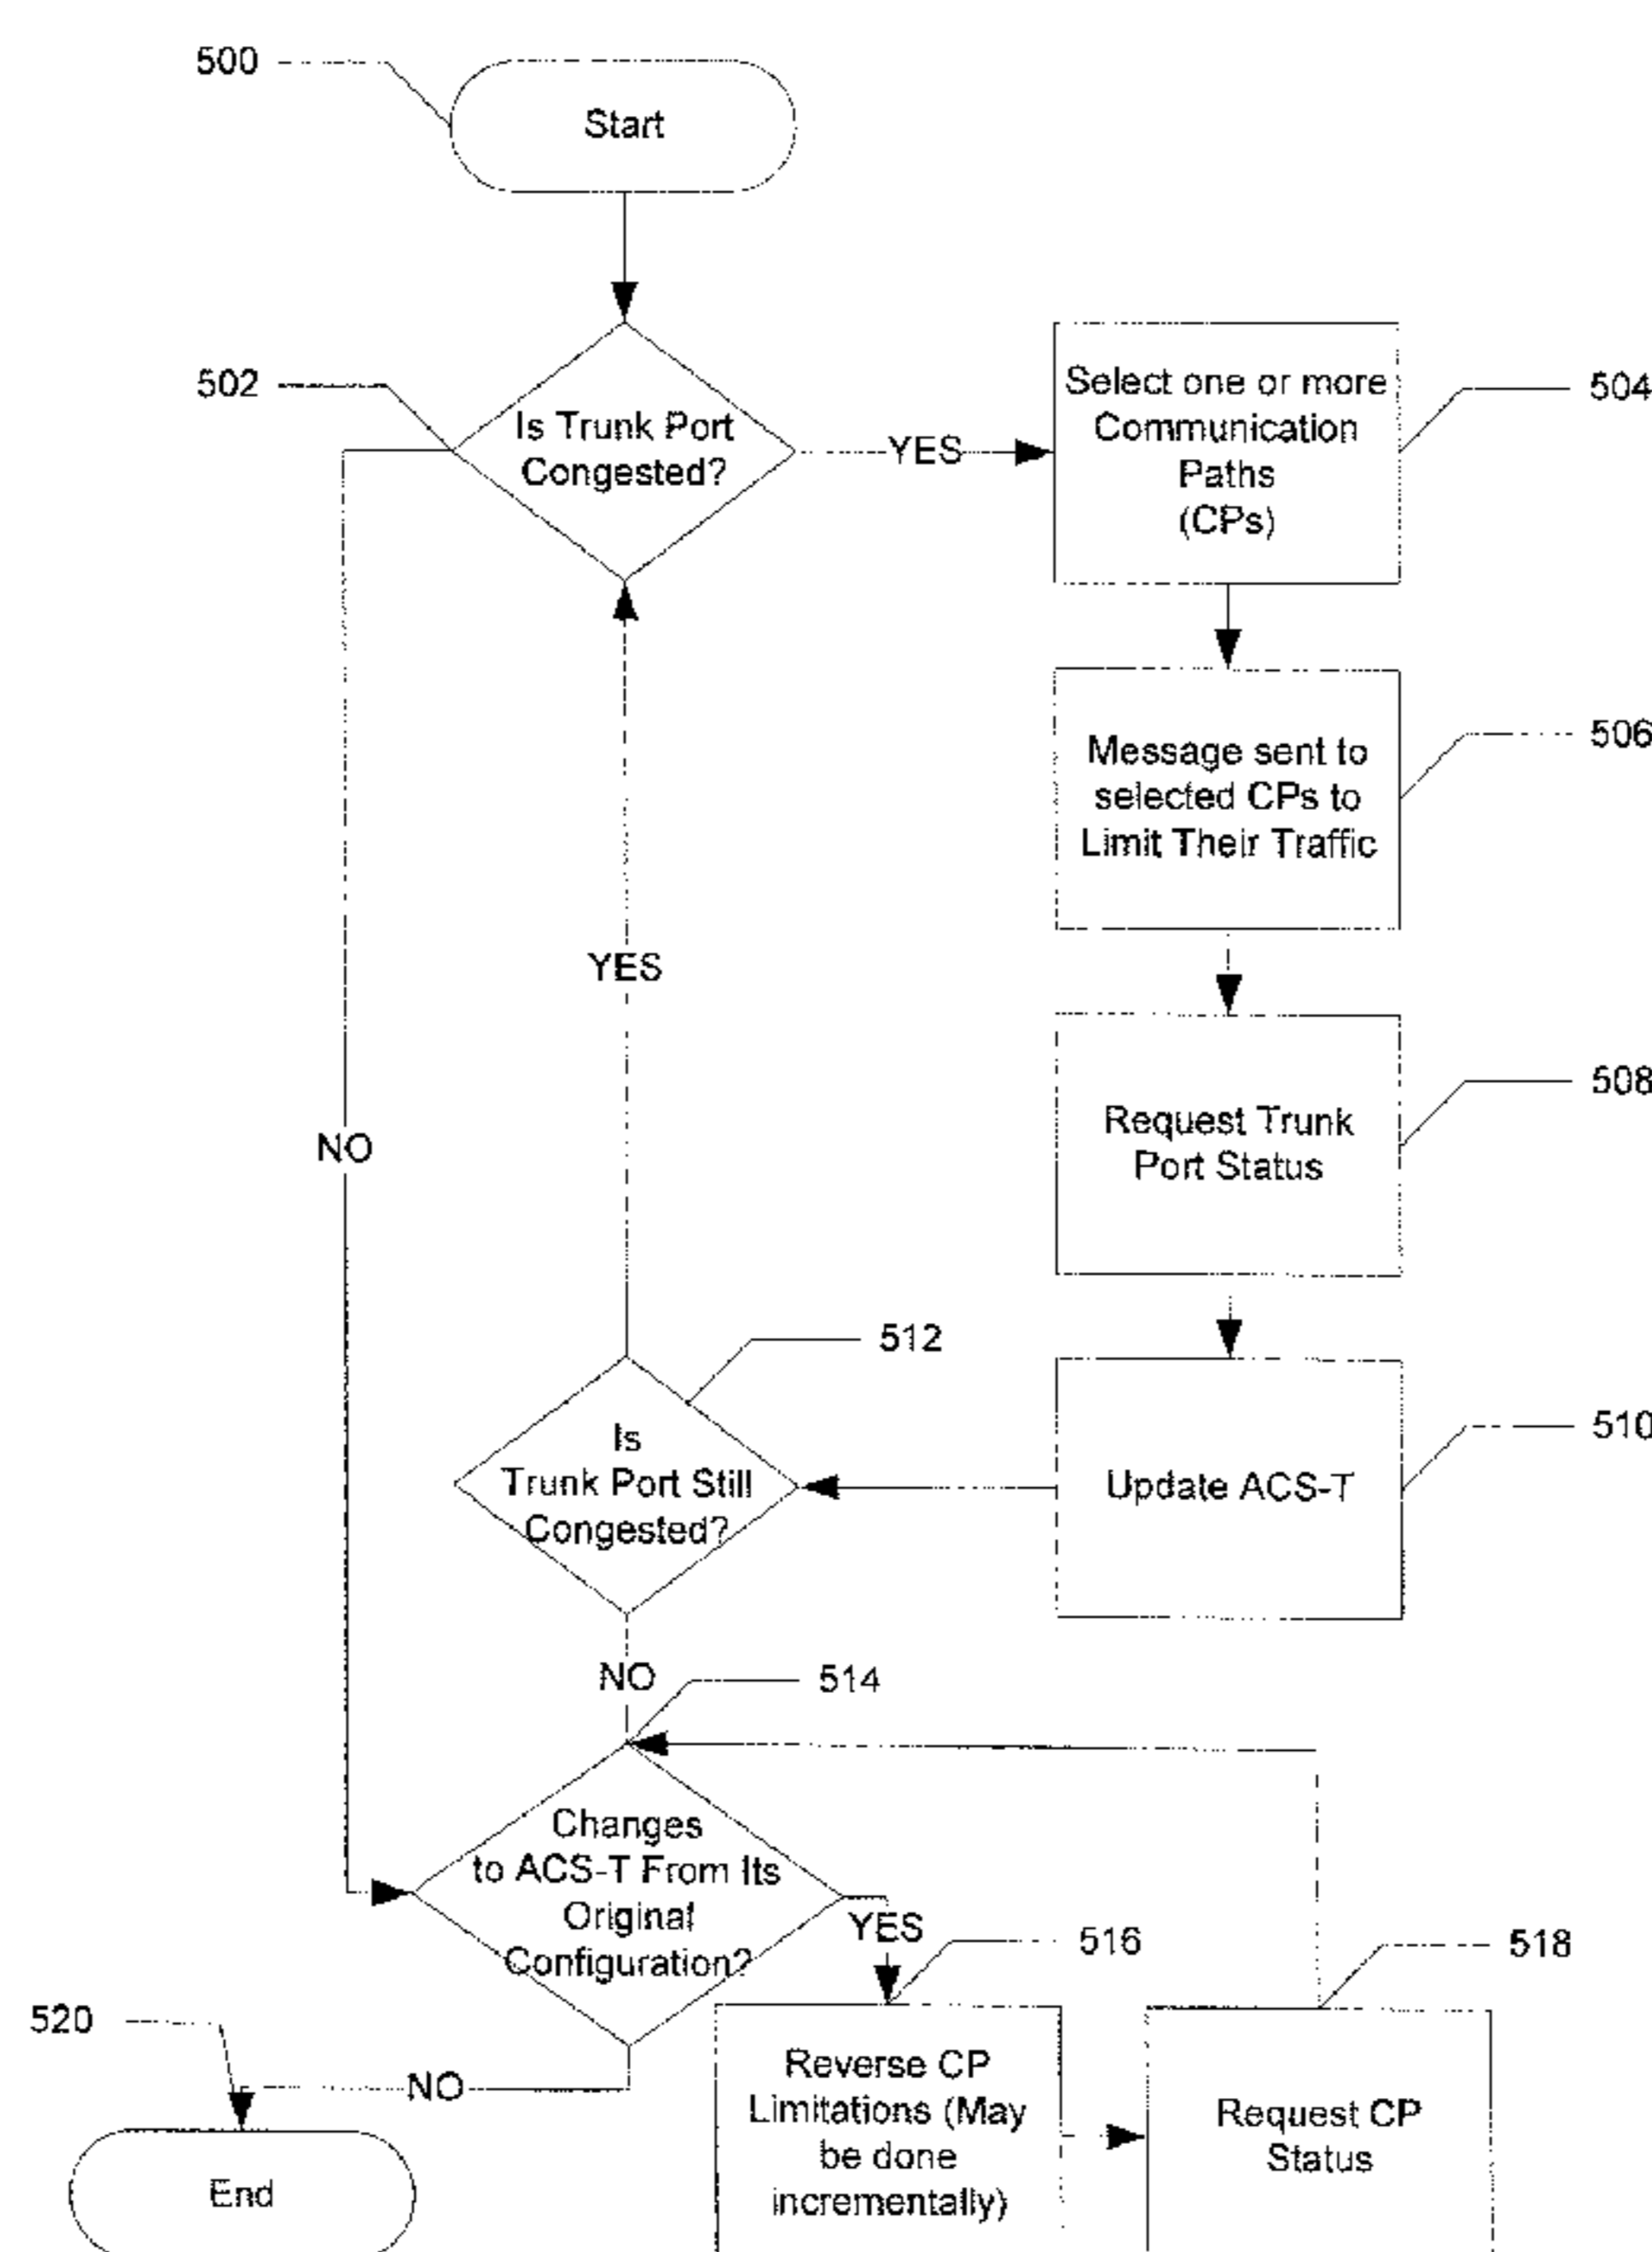 500
Start
502
Is Trunk Port
Congested?
YES
Select one or more
Communication
Paths
(CPs)
504
Message sent to
selected CPs to
Limit Their Traffic
506
YES
Request Trunk
Port Status
508
NO
512
Is
Trunk Port Still
Congested?
Update ACS-T
510
NO
514
Changes
to ACS-T From Its
Original
Configuration?
YES
516
518
520
NO
Reverse CP
Limitations (May
be done
incrementally)
Request CP
Status
End